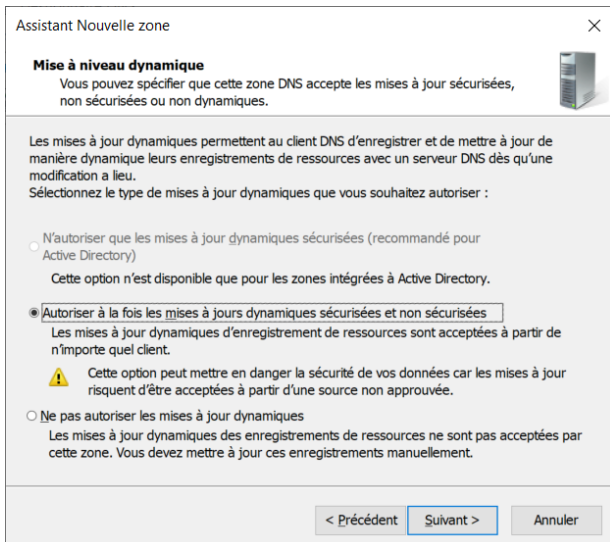 Assistant Nouvelle zone
Mise à niveau dynamique
Vous pouvez spécifier que cette zone DNS accepte les mises à jour sécurisées,
non sécurisées ou non dynamiques.
Les mises à jour dynamiques permettent au client DNS d'enregistrer et de mettre à jour de
manière dynamique leurs enregistrements de ressources avec un serveur DNS dès qu'une
modification a lieu.
Sélectionnez le type de mises à jour dynamiques que vous souhaitez autoriser :
N'autoriser que les mises à jour dynamiques sécurisées (recommandé pour
Active Directory)
Cette option n'est disponible que pour les zones intégrées à Active Directory.
Autoriser à la fois les mises à jours dynamiques sécurisées et non sécurisées
Les mises à jour dynamiques d'enregistrement de ressources sont acceptées à partir de
n'importe quel client.
Cette option peut mettre en danger la sécurité de vos données car les mises à jour
risquent d'être acceptées à partir d'une source non approuvée.
Ne pas autoriser les mises à jour dynamiques
Les mises à jour dynamiques des enregistrements de ressources ne sont pas acceptées par
cette zone. Vous devez mettre à jour ces enregistrements manuellement.
< Précédent Suivant > Annuler